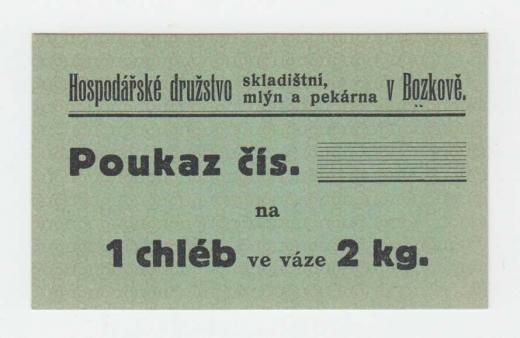 Hospodářské družstvo skladištní, mlýn a pekárna v Bozkově.
Poukaz čís.
na
1 chléb ve váze 2 kg.